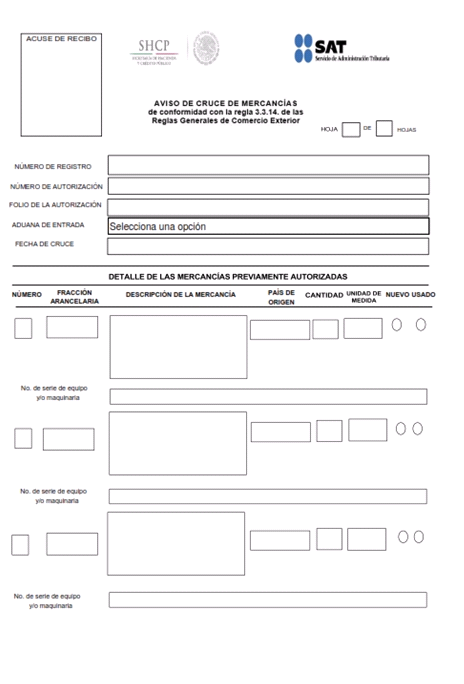 ACUSE DE RECIBO
SHCP
SECRETARÍA DE HACIENDA
Y CRÉDITO PÚBLICO
SAT
Servicio de Administración Tributaria
AVISO DE CRUCE DE MERCANCÍAS
de conformidad con la regla 3.3.14. de las
Reglas Generales de Comercio Exterior
HOJA DE HOJAS
NÚMERO DE REGISTRO
NÚMERO DE AUTORIZACIÓN
FOLIO DE LA AUTORIZACIÓN
ADUANA DE ENTRADA Selecciona una opción
FECHA DE CRUCE
DETALLE DE LAS MERCANCÍAS PREVIAMENTE AUTORIZADAS
NÚMERO FRACCIÓN ARANCELARIA DESCRIPCIÓN DE LA MERCANCÍA PAÍS DE ORIGEN CANTIDAD UNIDAD DE MEDIDA NUEVO USADO
No. de serie de equipo
y/o maquinaria
No. de serie de equipo
y/o maquinaria
No. de serie de equipo
y/o maquinaria